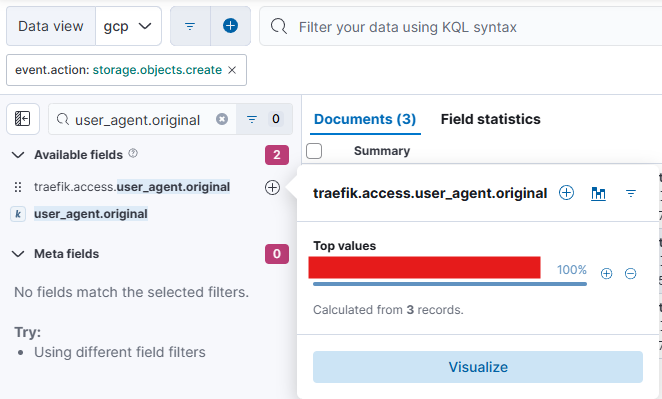 Data view
gcp
Filter your data using KQL syntax
event.action: storage.objects.create ×
user_agent.original
0
Documents (3)
Field statistics
Available fields
2
Summary
traefik.access.user_agent.original
k user_agent.original
traefik.access.user_agent.original
Meta fields
0
Top values
100%
No fields match the selected filters.
Calculated from 3 records.
Try:
• Using different field filters
Visualize